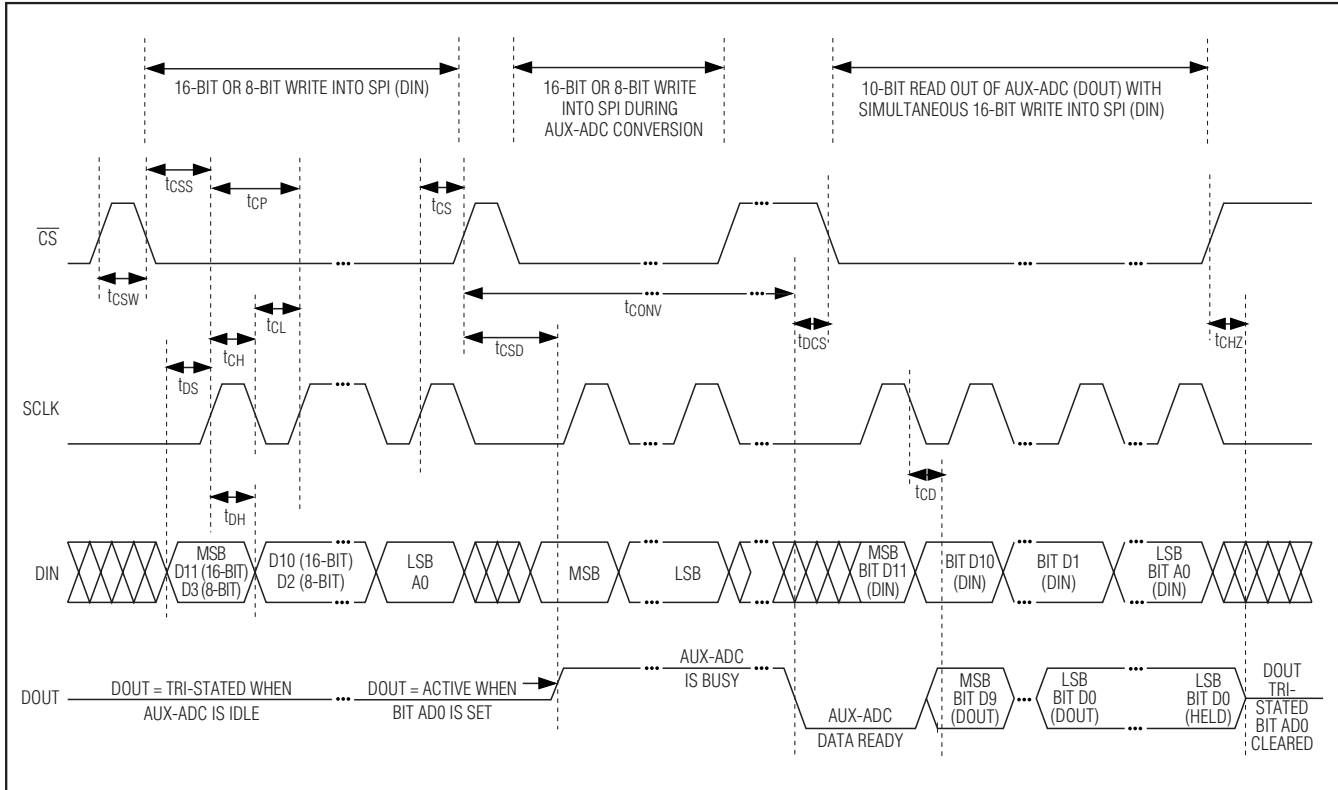 16-BIT OR 8-BIT WRITE INTO SPI (DIN)
16-BIT OR 8-BIT WRITE
INTO SPI DURING
AUX-ADC CONVERSION
10-BIT READ OUT OF AUX-ADC (DOUT) WITH
SIMULTANEOUS 16-BIT WRITE INTO SPI (DIN)
tCSS
tCP
tCS
CS
tCSW
tCL
tCONV
tCH
tCSD
tDCS
tCHZ
tDS
SCLK
tCD
tDH
DIN
MSB
D11 (16-BIT)
D3 (8-BIT)
D10 (16-BIT)
D2 (8-BIT)
LSB
A0
MSB
LSB
MSB
BIT D11
(DIN)
BIT D10
(DIN)
BIT D1
(DIN)
LSB
BIT A0
(DIN)
DOUT
DOUT = TRI-STATED WHEN
AUX-ADC IS IDLE
DOUT = ACTIVE WHEN
BIT AD0 IS SET
AUX-ADC
IS BUSY
AUX-ADC
DATA READY
MSB
BIT D9
(DOUT)
LSB
BIT D0
(DOUT)
LSB
BIT D0
(HELD)
DOUT
TRI-
STATED
BIT AD0
CLEARED